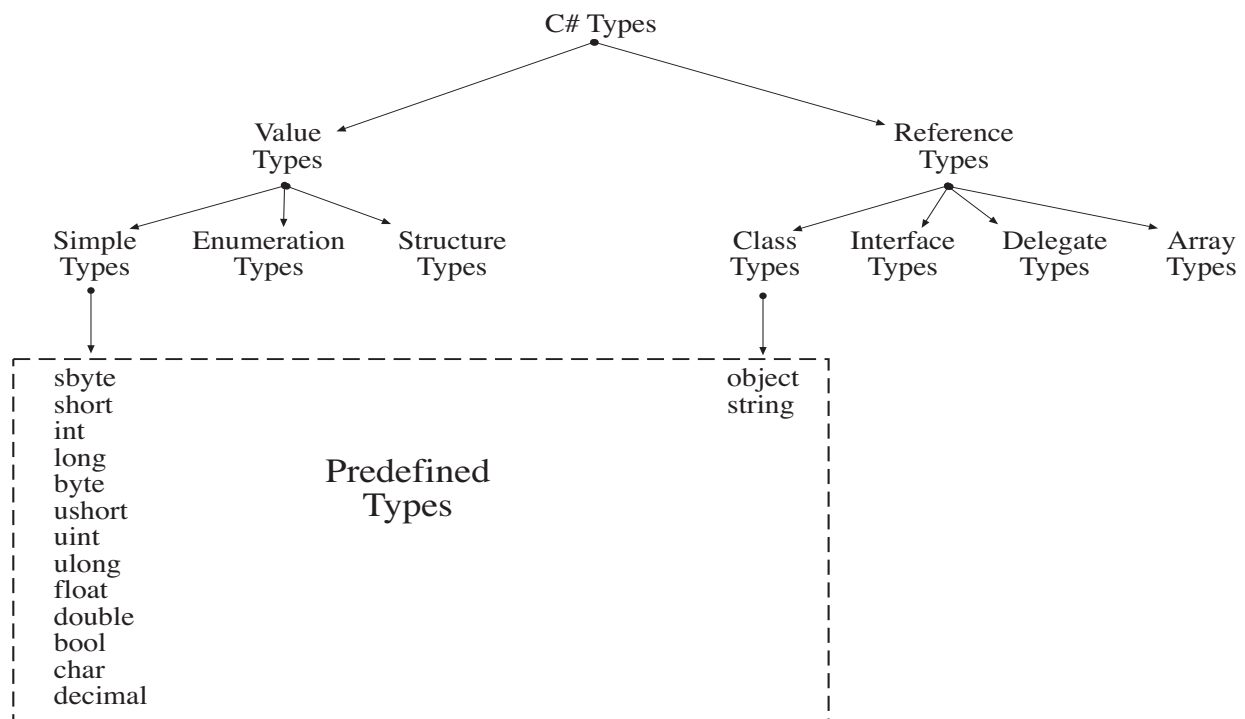 C# Types
Value
Types
Reference
Types
Simple
Types
Enumeration
Types
Structure
Types
Class
Types
Interface
Types
Delegate
Types
Array
Types
sbyte
short
int
long
byte
ushort
uint
ulong
float
double
bool
char
decimal
Predefined
Types
object
string